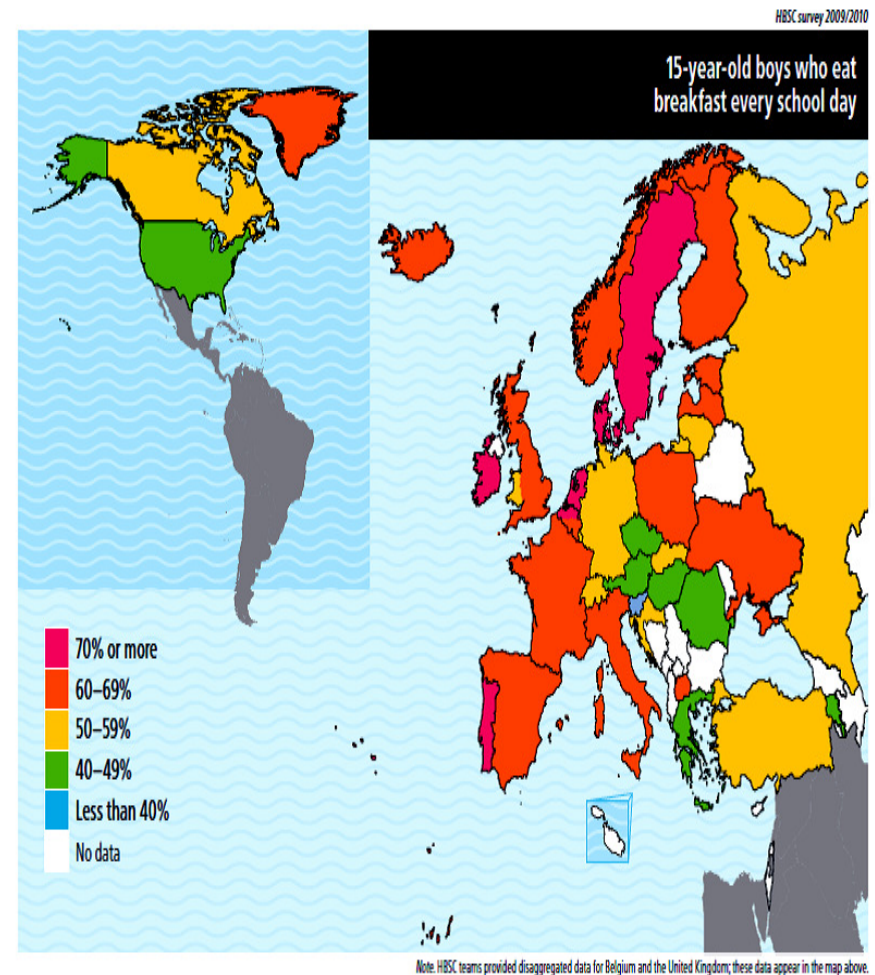 HBSC survey 2009/2010
15-year-old boys who eat
breakfast every school day
70% or more
60–69%
50–59%
40–49%
Less than 40%
No data
Note. HBSC teams provided disaggregated data for Belgium and the United Kingdom; these data appear in the map above.